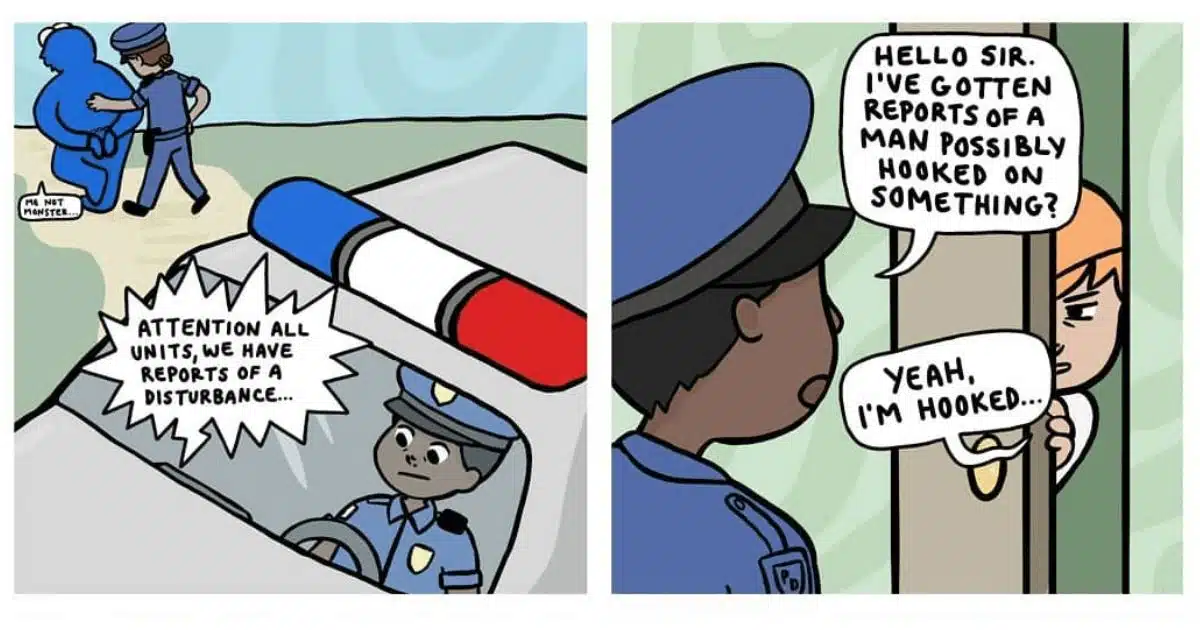 ME NOT
MONSTER...
ATTENTION ALL
UNITS, WE HAVE
REPORTS OF A
DISTURBANCE...
HELLO SIR.
I'VE GOTTEN
REPORTS OF A
MAN POSSIBLY
HOOKED ON
SOMETHING?
YEAH,
I'M HOOKED...
PD